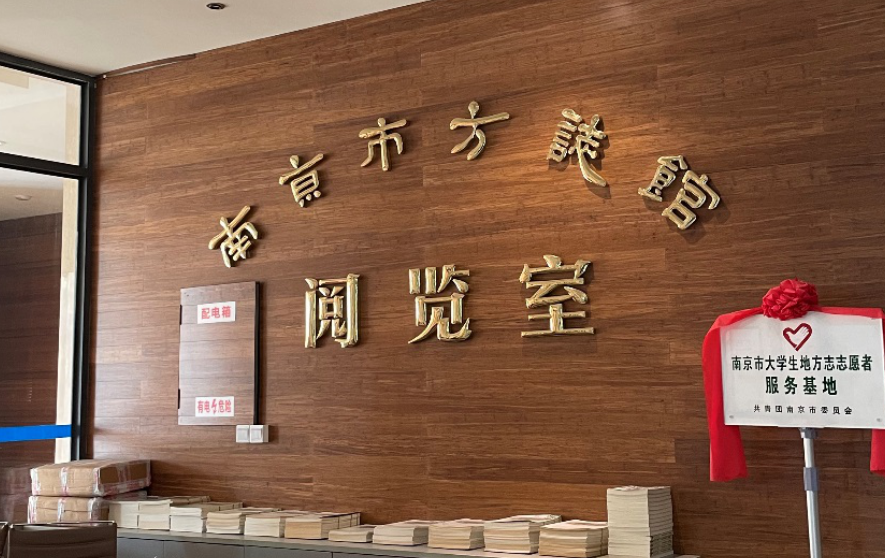 南京市方誌館
阅览室
配电箱
有电危险
南京市大学生地方志志愿者
服务基地
共青团南京市委员会